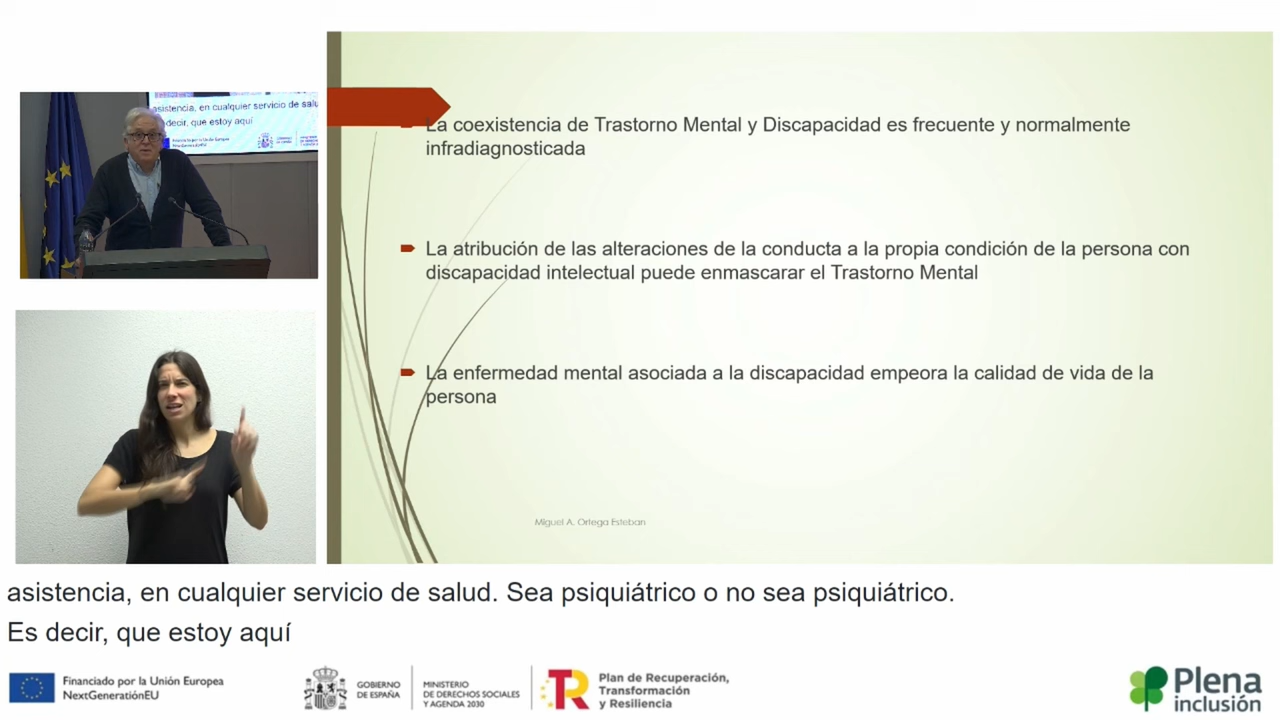 asistencia, en cualquier servicio de salu
decir, que estoy aquí
La coexistencia de Trastorno Mental y Discapacidad es frecuente y normalmente
infradiagnosticada
La atribución de las alteraciones de la conducta a la propia condición de la persona con
discapacidad intelectual puede enmascarar el Trastorno Mental
La enfermedad mental asociada a la discapacidad empeora la calidad de vida de la
persona
Miguel A. Ortega Esteban
asistencia, en cualquier servicio de salud. Sea psiquiátrico o no sea psiquiátrico.
Es decir, que estoy aquí
Financiado por la Unión Europea
NextGenerationEU
GOBIERNO
DE ESPAÑA
MINISTERIO
DE DERECHOS SOCIALES
Y AGENDA 2030
Plan de Recuperación,
Transformación
y Resiliencia
Plena
inclusión